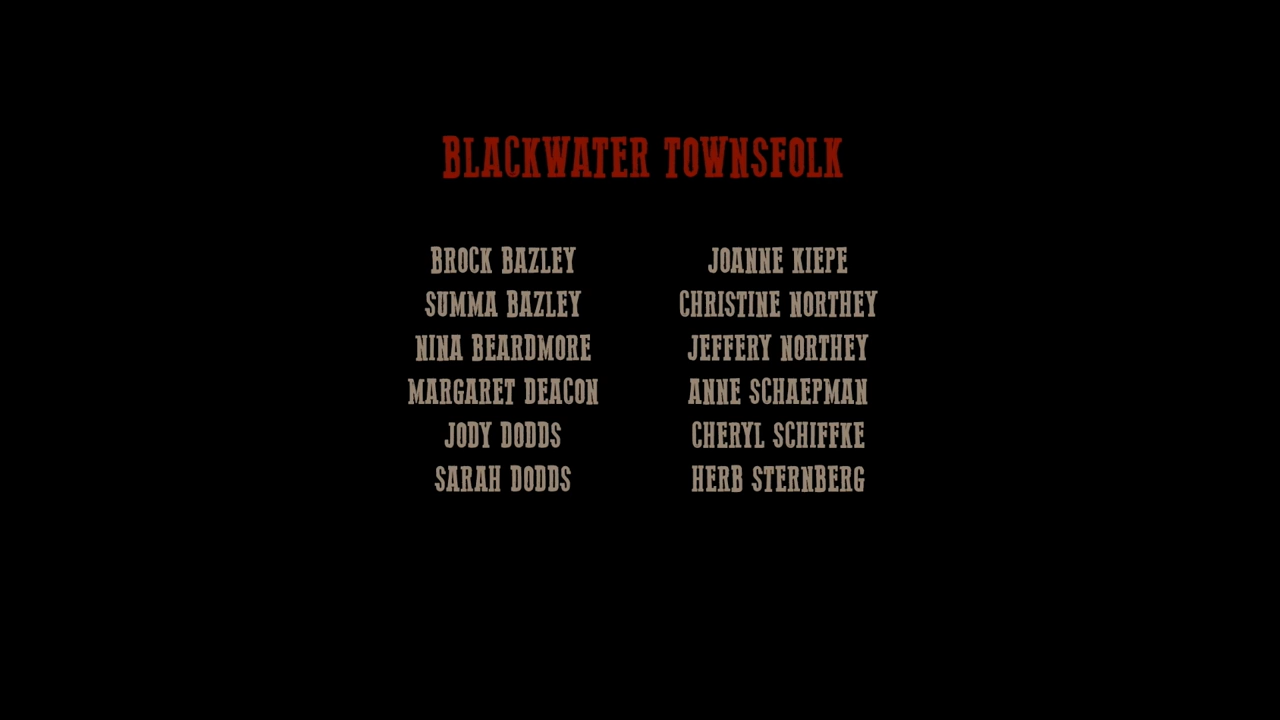 BLACKWATER TOWNSFOLK
BROCK BAZLEY
SUMMA BAZLEY
NINA BEARDMORE
MARGARET DEACON
JODY DODDS
SARAH DODDS
JOANNE KIEPE
CHRISTINE NORTHEY
JEFFERY NORTHEY
ANNE SCHAEPMAN
CHERYL SCHIFFKE
HERB STERNBERG